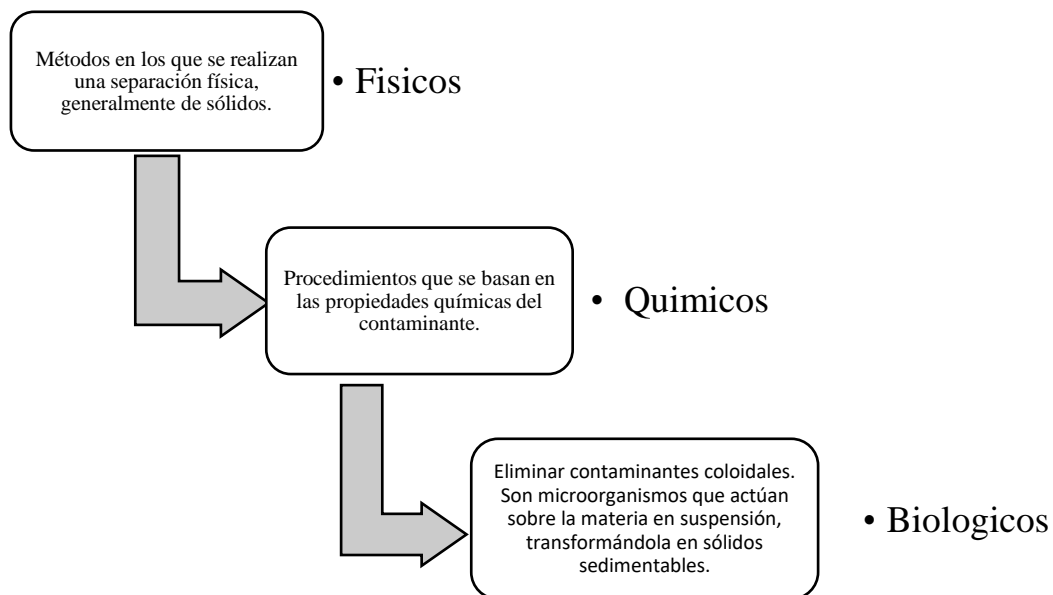 Métodos en los que se realizan
una separación física,
generalmente de sólidos.
• Fisicos
Procedimientos que se basan en
las propiedades químicas del
contaminante.
• Quimicos
Eliminar contaminantes coloidales.
Son microorganismos que actúan
sobre la materia en suspensión,
transformándola en sólidos
sedimentables.
• Biologicos